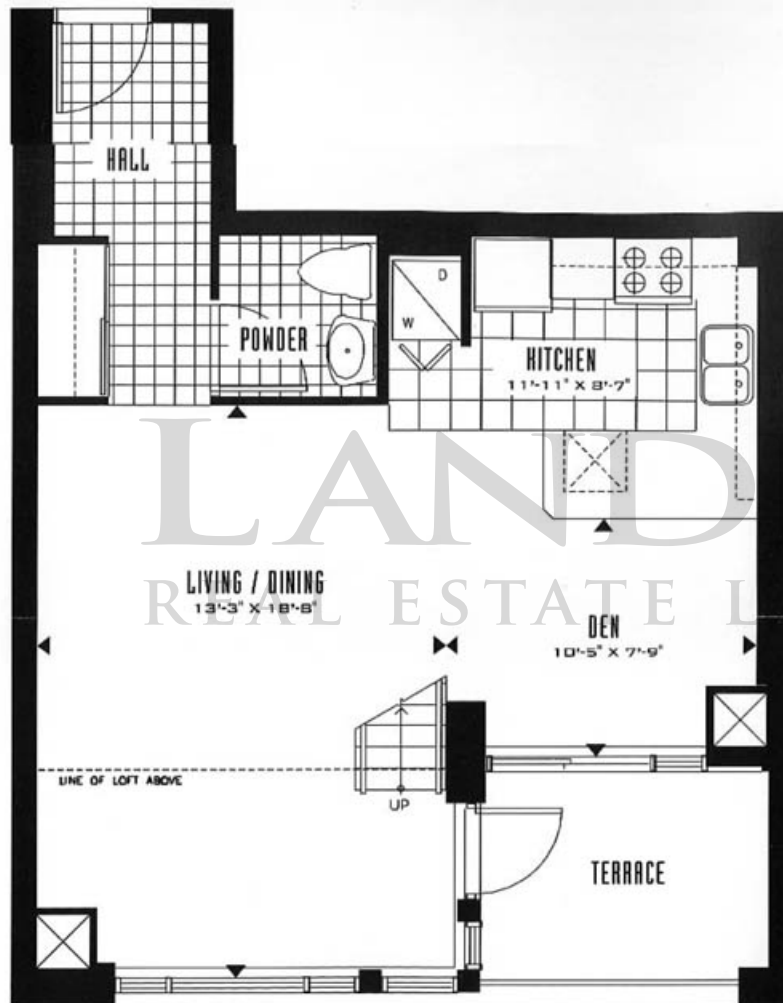 HALL
D
W
POWDER
KITCHEN
11'-11" X 8'-7"
LAND
LIVING / DINING
13'-3" X 18'-8"
REAL ESTATE L
DEN
10'-5" X 7'-9"
LINE OF LOFT ABOVE
UP
TERRACE